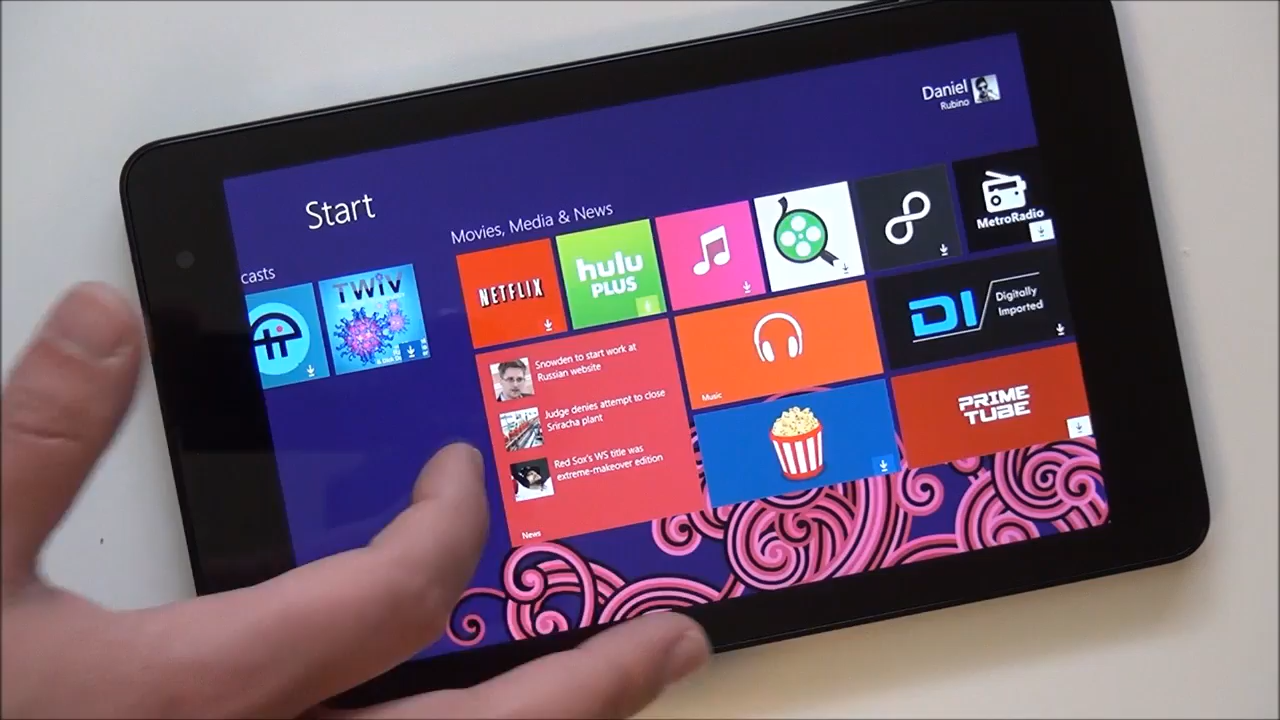 Daniel
Rubino
Start
Movies, Media & News
casts
TWiV
NETFLIX
hulu
PLUS
MetroRadio
DI
Digitally
Imported
Snowden to start work at
Russian website
Judge denies attempt to close
Sriracha plant
Red Sox's WS title was
extreme-makeover edition
News
Music
PRIME
TUBE